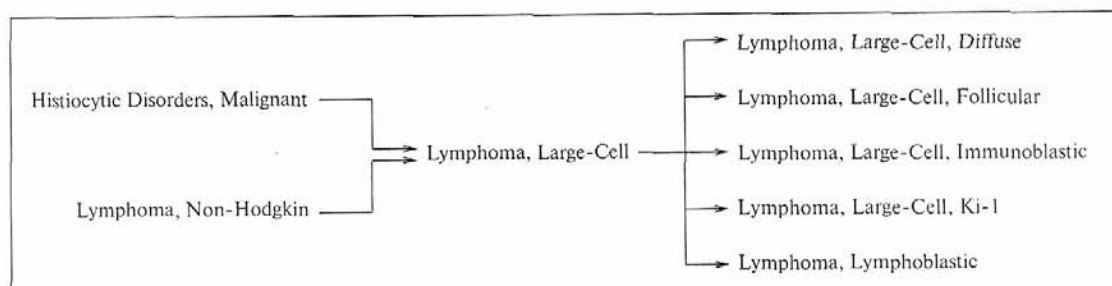 Lymphoma, Large-Cell, Diffuse
Histiocytic Disorders, Malignant
Lymphoma, Large-Cell, Follicular
Lymphoma, Large-Cell
Lymphoma, Large-Cell, Immunoblastic
Lymphoma, Non-Hodgkin
Lymphoma, Large-Cell, Ki-1
Lymphoma, Lymphoblastic